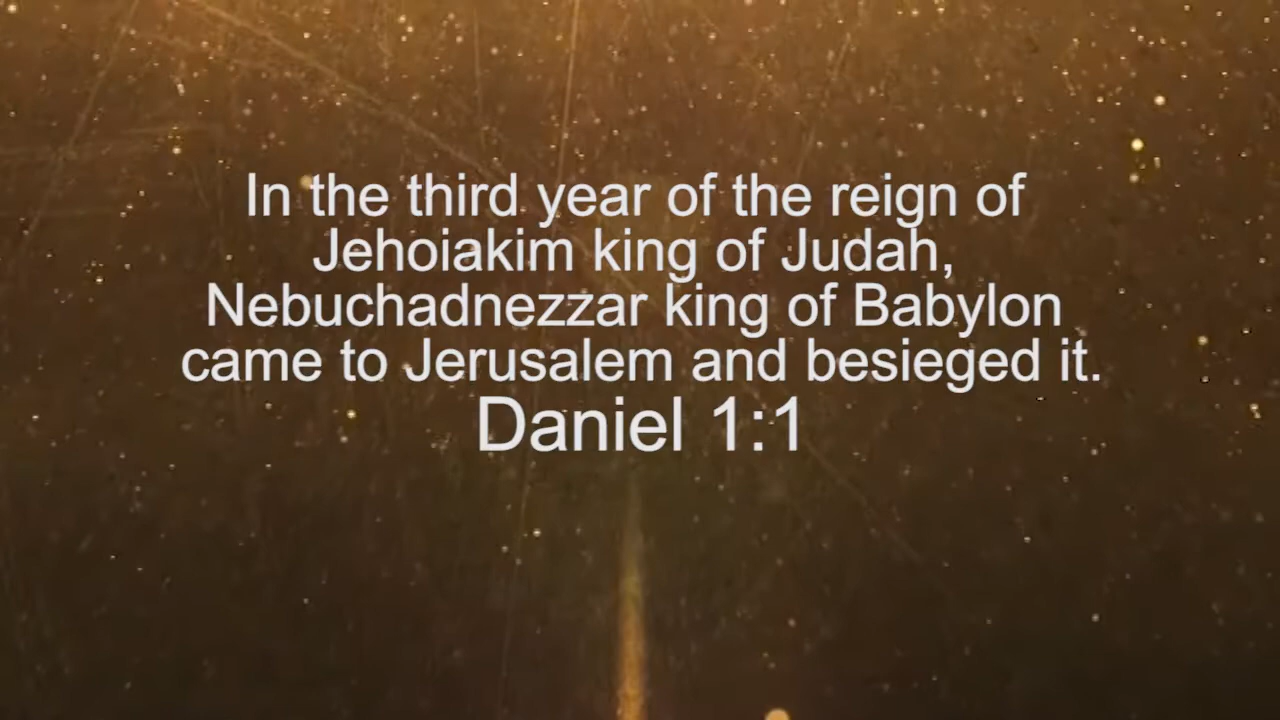 In the third year of the reign of
Jehoiakim king of Judah,
Nebuchadnezzar king of Babylon
came to Jerusalem and besieged it.
Daniel 1:1